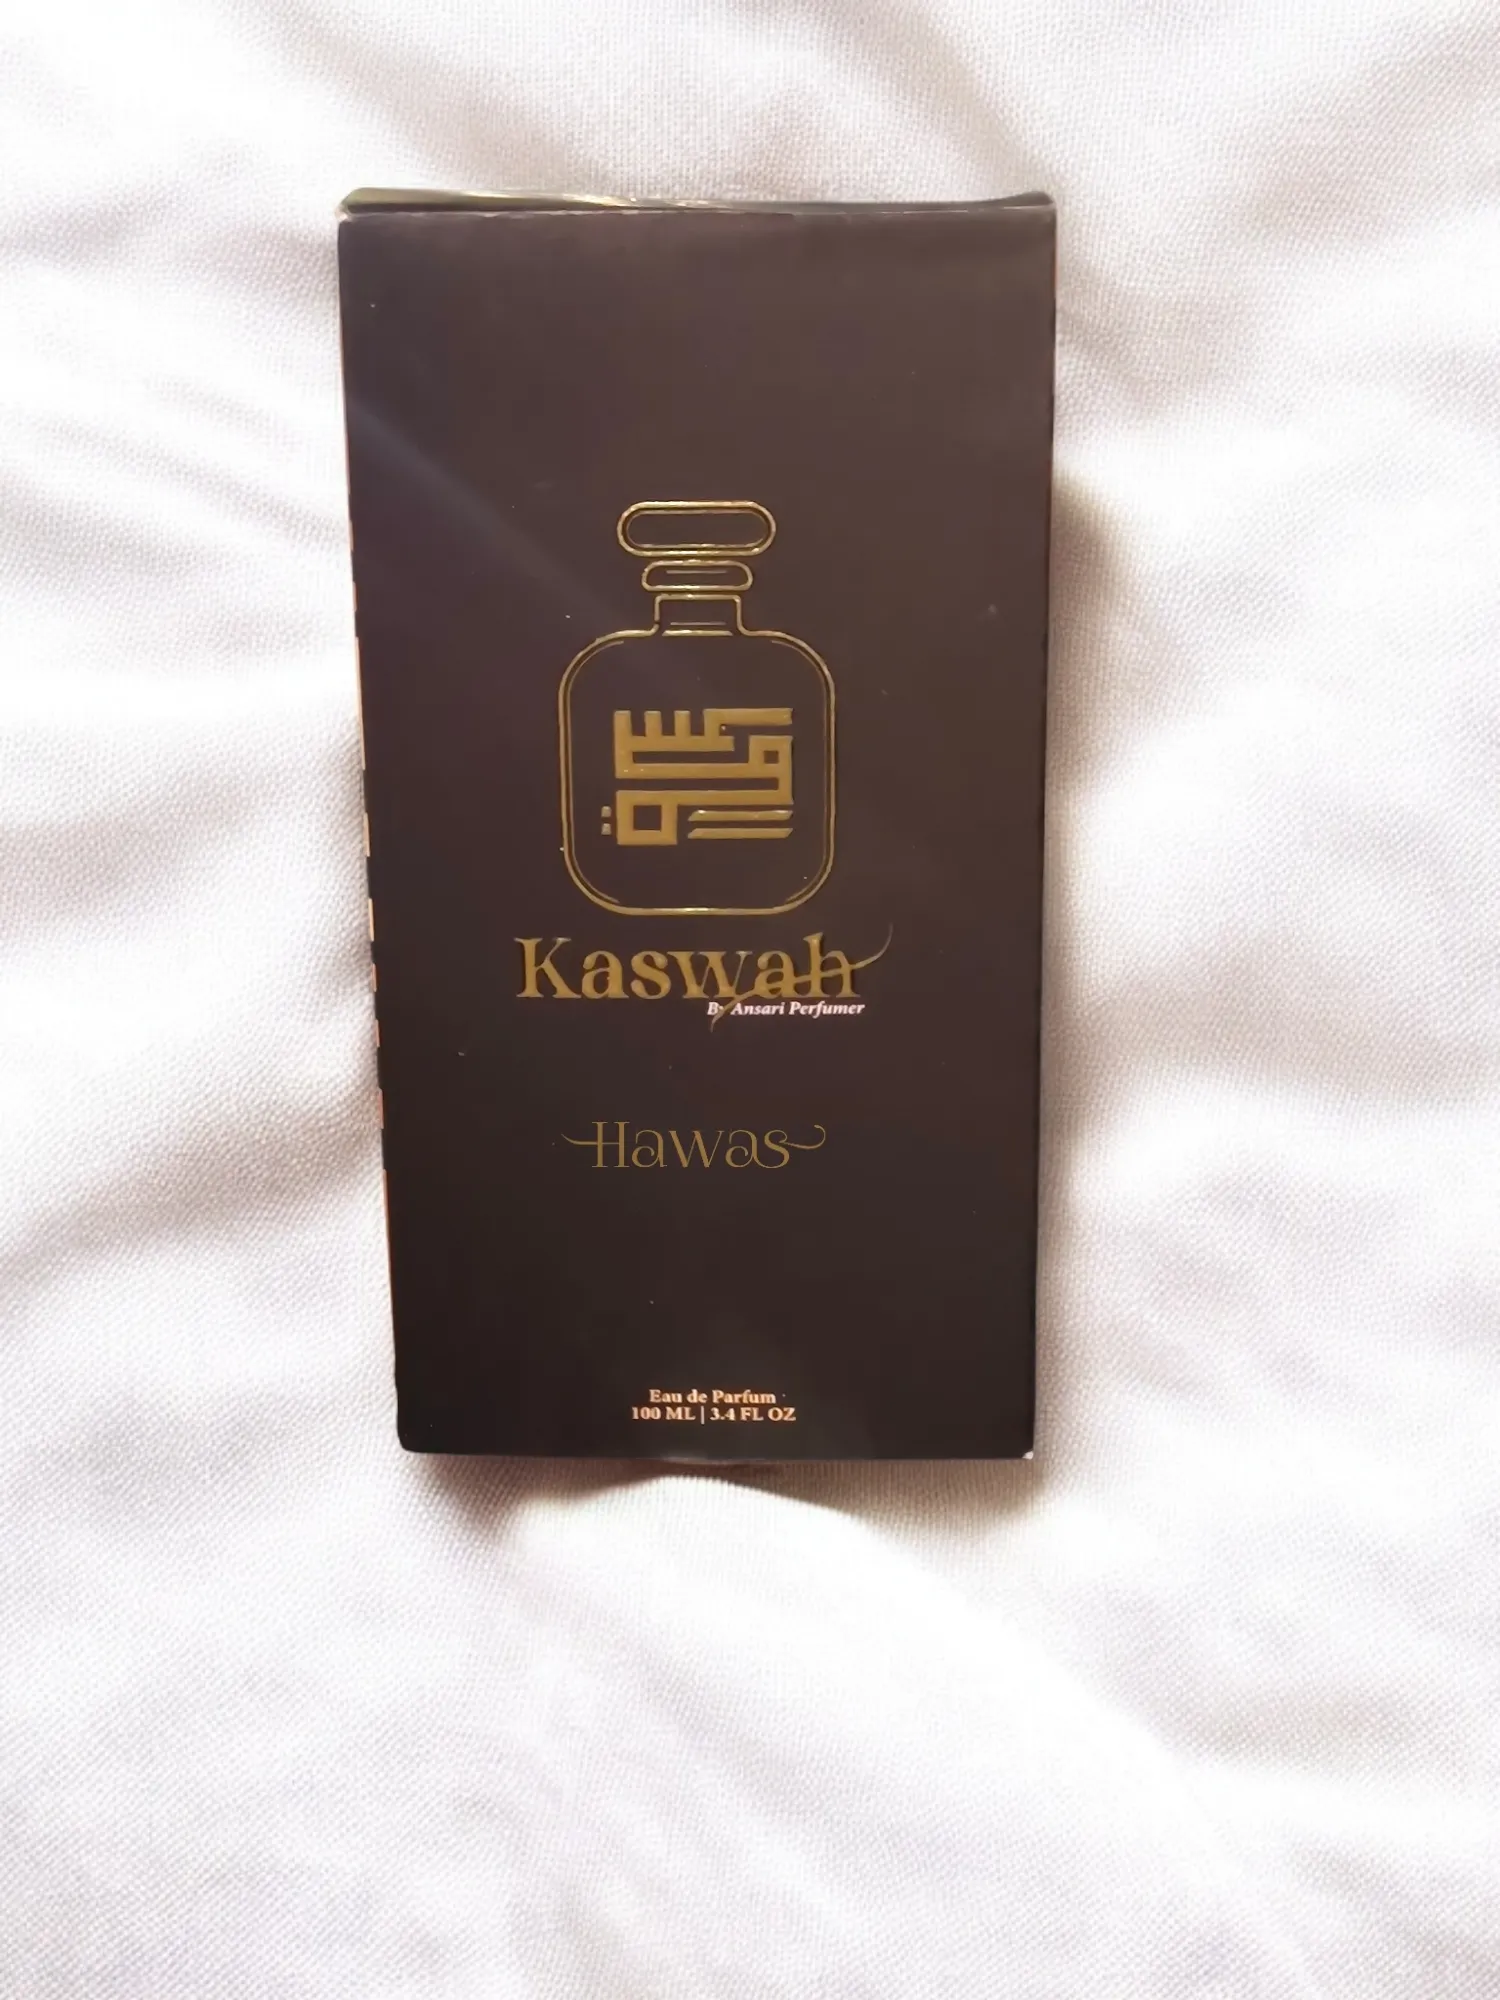 Kaswah
By Ansari Perfumer
Hawas
Eau de Parfum
100 ML | 3.4 FL OZ